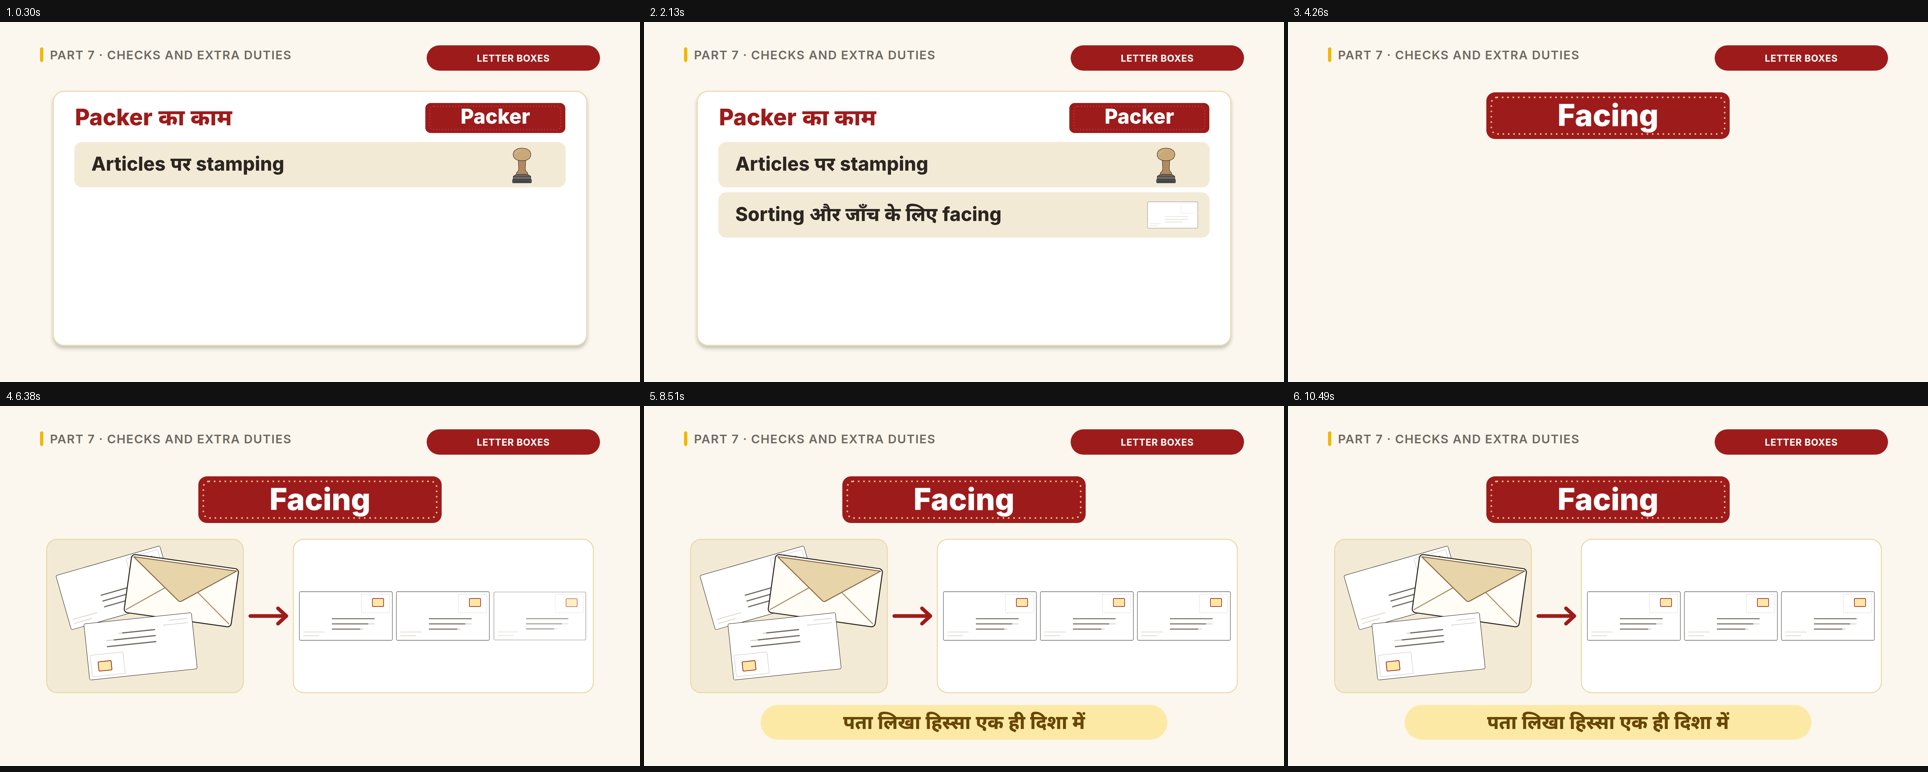 1. 0.30s
PART 7 · CHECKS AND EXTRA DUTIES
LETTER BOXES
Packer का काम
Packer
Articles पर stamping
2. 2.13s
PART 7 · CHECKS AND EXTRA DUTIES
LETTER BOXES
Packer का काम
Packer
Articles पर stamping
Sorting और जाँच के लिए facing
3. 4.26s
PART 7 · CHECKS AND EXTRA DUTIES
LETTER BOXES
Facing
4. 6.38s
PART 7 · CHECKS AND EXTRA DUTIES
LETTER BOXES
Facing
5. 8.51s
PART 7 · CHECKS AND EXTRA DUTIES
LETTER BOXES
Facing
पता लिखा हिस्सा एक ही दिशा में
6. 10.49s
PART 7 · CHECKS AND EXTRA DUTIES
LETTER BOXES
Facing
पता लिखा हिस्सा एक ही दिशा में